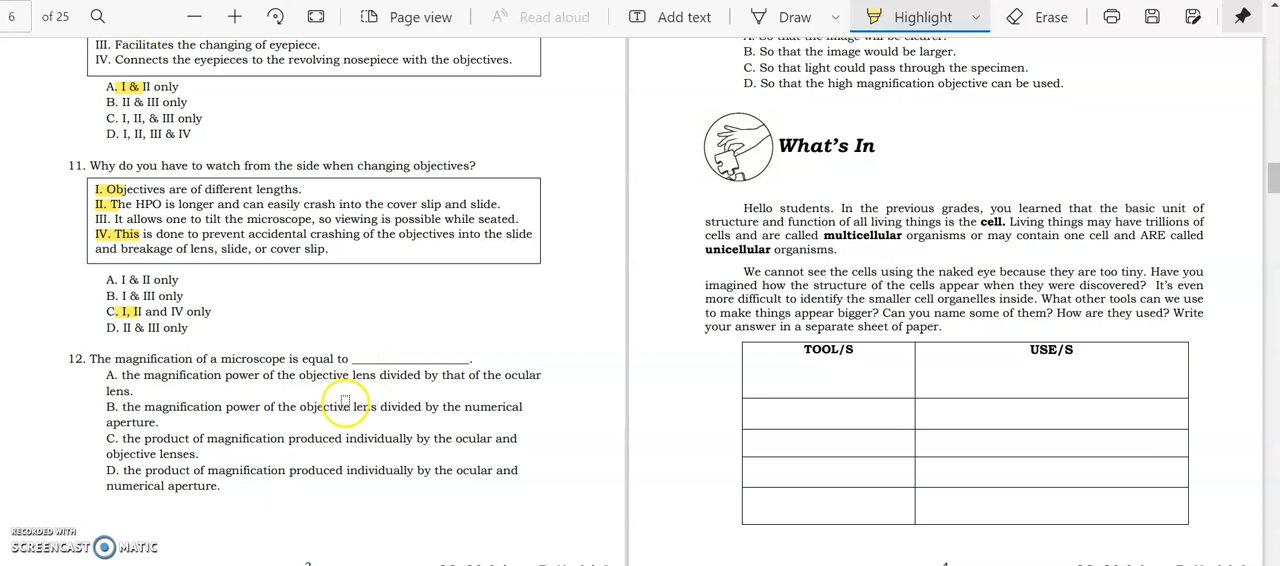 6 of 25 Page view Read aloud Add text Draw Highlight Erase
III. Facilitates the changing of eyepiece.
IV. Connects the eyepieces to the revolving nosepiece with the objectives.
A. I & II only
B. II & III only
C. I, II, & III only
D. I, II, III & IV
11. Why do you have to watch from the side when changing objectives?
I. Objectives are of different lengths.
II. The HPO is longer and can easily crash into the cover slip and slide.
III. It allows one to tilt the microscope, so viewing is possible while seated.
IV. This is done to prevent accidental crashing of the objectives into the slide
and breakage of lens, slide, or cover slip.
A. I & II only
B. I & III only
C. I, II and IV only
D. II & III only
12. The magnification of a microscope is equal to ___________________.
A. the magnification power of the objective lens divided by that of the ocular
lens.
B. the magnification power of the objective lens divided by the numerical
aperture.
C. the product of magnification produced individually by the ocular and
objective lenses.
D. the product of magnification produced individually by the ocular and
numerical aperture.
RECORDED WITH
SCREENCAST MATIC
A. So that the image will be clearer.
B. So that the image would be larger.
C. So that light could pass through the specimen.
D. So that the high magnification objective can be used.
What's In
Hello students. In the previous grades, you learned that the basic unit of
structure and function of all living things is the cell. Living things may have trillions of
cells and are called multicellular organisms or may contain one cell and ARE called
unicellular organisms.
We cannot see the cells using the naked eye because they are too tiny. Have you
imagined how the structure of the cells appear when they were discovered? It's even
more difficult to identify the smaller cell organelles inside. What other tools can we use
to make things appear bigger? Can you name some of them? How are they used? Write
your answer in a separate sheet of paper.
TOOL/S USE/S